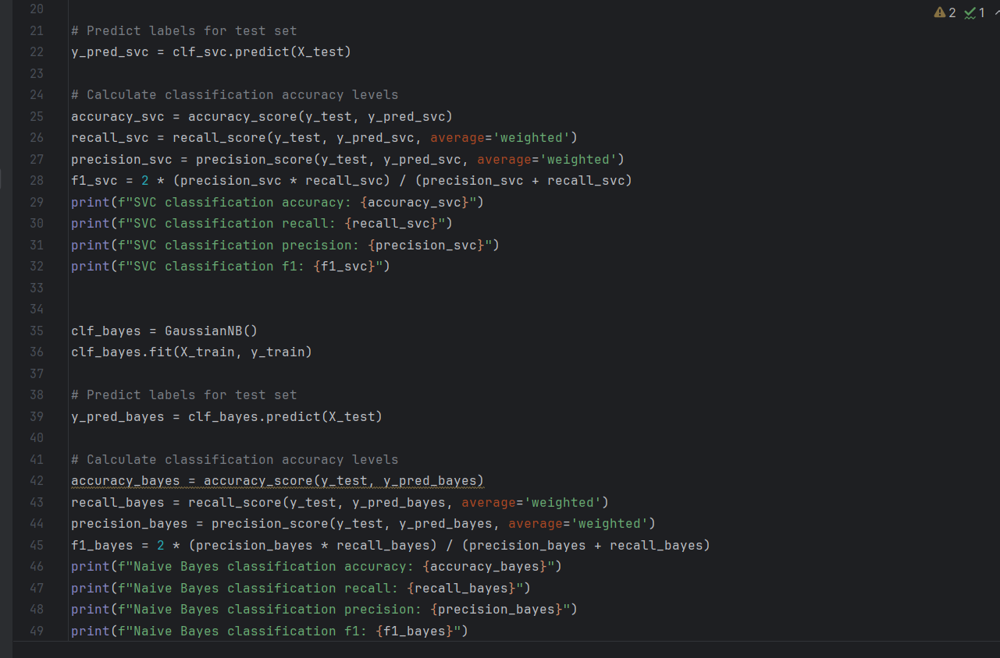 20
2 1
21 # Predict labels for test set
22 y_pred_svc = clf_svc.predict(X_test)
23
24 # Calculate classification accuracy levels
25 accuracy_svc = accuracy_score(y_test, y_pred_svc)
26 recall_svc = recall_score(y_test, y_pred_svc, average='weighted')
27 precision_svc = precision_score(y_test, y_pred_svc, average='weighted')
28 f1_svc = 2 * (precision_svc * recall_svc) / (precision_svc + recall_svc)
29 print(f"SVC classification accuracy: {accuracy_svc}")
30 print(f"SVC classification recall: {recall_svc}")
31 print(f"SVC classification precision: {precision_svc}")
32 print(f"SVC classification f1: {f1_svc}")
33
34
35 clf_bayes = GaussianNB()
36 clf_bayes.fit(X_train, y_train)
37
38 # Predict labels for test set
39 y_pred_bayes = clf_bayes.predict(X_test)
40
41 # Calculate classification accuracy levels
42 accuracy_bayes = accuracy_score(y_test, y_pred_bayes)
43 recall_bayes = recall_score(y_test, y_pred_bayes, average='weighted')
44 precision_bayes = precision_score(y_test, y_pred_bayes, average='weighted')
45 f1_bayes = 2 * (precision_bayes * recall_bayes) / (precision_bayes + recall_bayes)
46 print(f"Naive Bayes classification accuracy: {accuracy_bayes}")
47 print(f"Naive Bayes classification recall: {recall_bayes}")
48 print(f"Naive Bayes classification precision: {precision_bayes}")
49 print(f"Naive Bayes classification f1: {f1_bayes}")